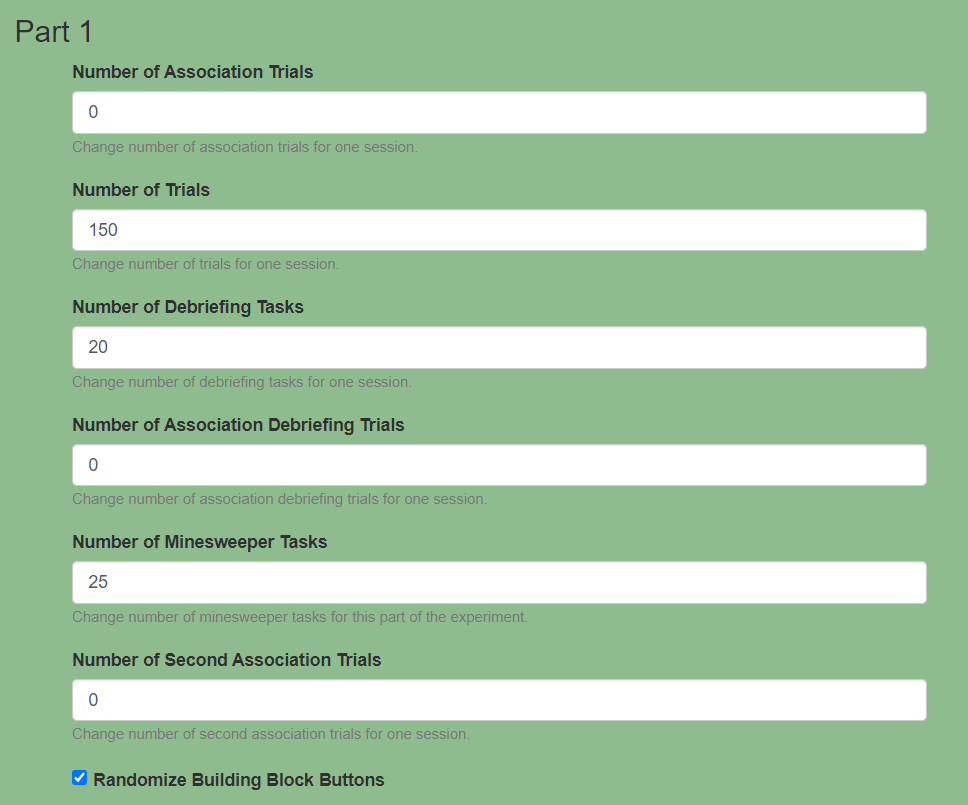 Part 1
Number of Association Trials
0
Change number of association trials for one session.
Number of Trials
150
Change number of trials for one session.
Number of Debriefing Tasks
20
Change number of debriefing tasks for one session.
Number of Association Debriefing Trials
0
Change number of association debriefing trials for one session.
Number of Minesweeper Tasks
25
Change number of minesweeper tasks for this part of the experiment.
Number of Second Association Trials
0
Change number of second association trials for one session.
Randomize Building Block Buttons